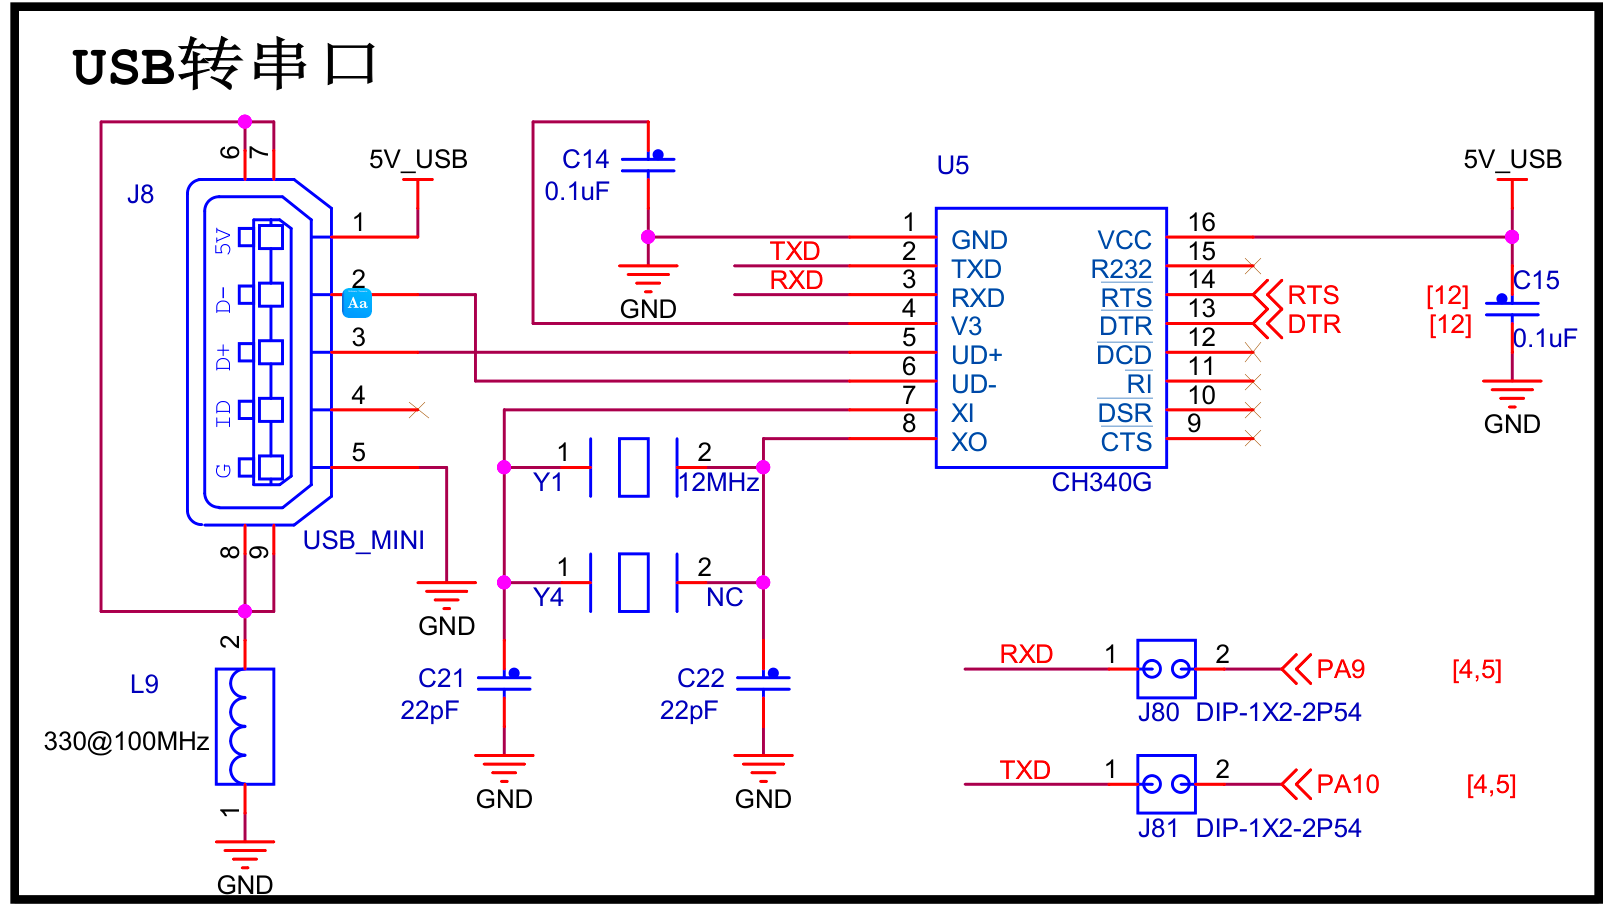 USB转串口
6
7
J8
5V_USB
1
5V
2
D-
Aa
3
D+
4
ID
5
G
USB_MINI
8
9
GND
2
L9
330@100MHz
1
GND
C14
0.1uF
GND
TXD
RXD
U5
1
2
3
4
5
6
7
8
GND
TXD
RXD
V3
UD+
UD-
XI
XO
VCC
R232
RTS
DTR
DCD
RI
DSR
CTS
16
15
14
13
12
11
10
9
CH340G
RTS [12]
DTR [12]
5V_USB
C15
0.1uF
GND
1 2
Y1 12MHz
1 2
Y4 NC
C21
22pF
GND
C22
22pF
GND
RXD 1 2 PA9 [4,5]
J80 DIP-1X2-2P54
TXD 1 2 PA10 [4,5]
J81 DIP-1X2-2P54